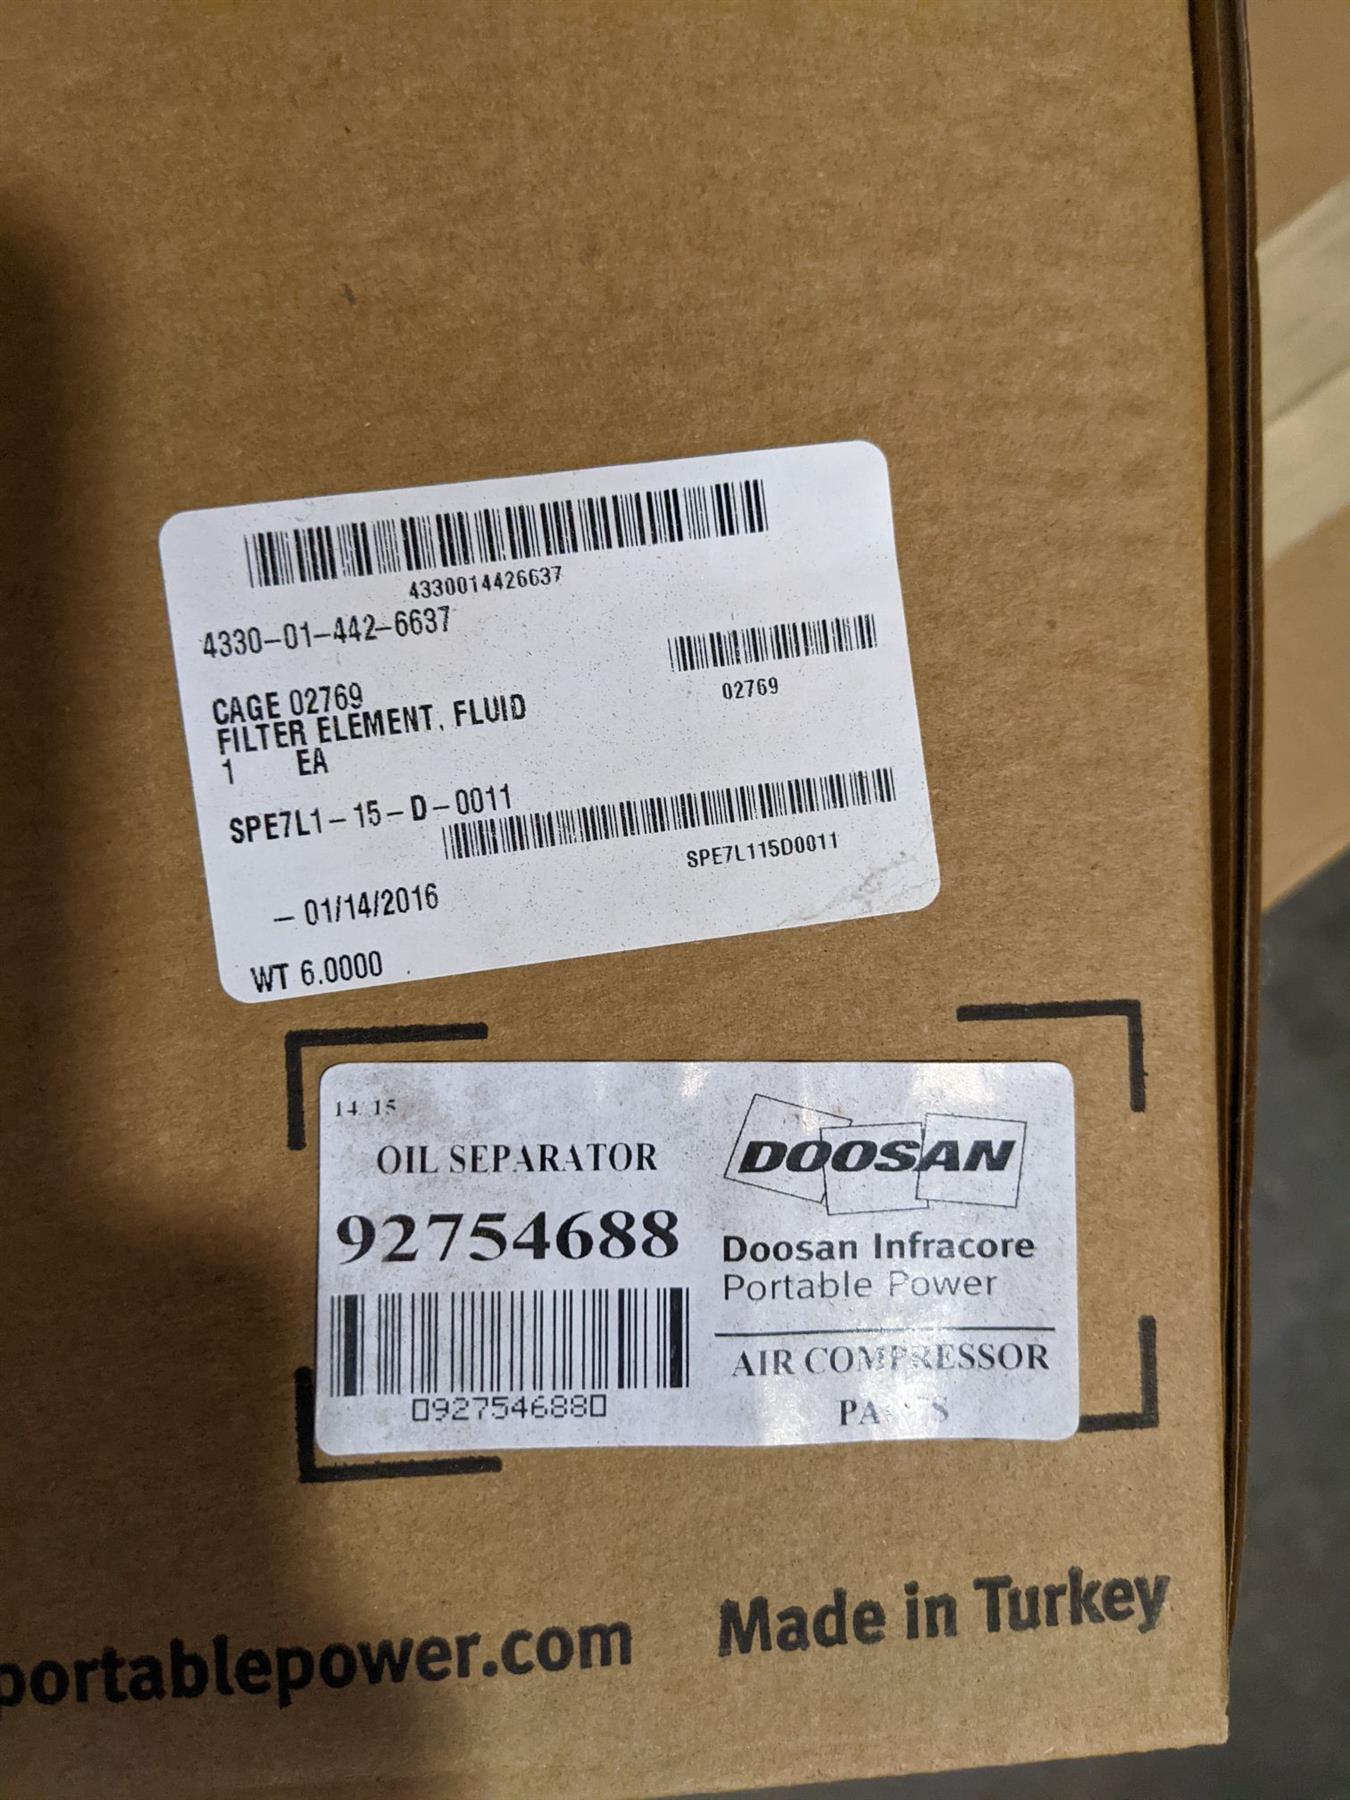 4330014426637
4330-01-442-6637
CAGE 02769
02769
FILTER ELEMENT, FLUID
1 EA
SPE7L1-15-D-0011
SPE7L115D0011
- 01/14/2016
WT 6.0000
14/15
OIL SEPARATOR
92754688
0927546880
DOOSAN
Doosan Infracore
Portable Power
AIR COMPRESSOR
portablepower.com
Made in Turkey